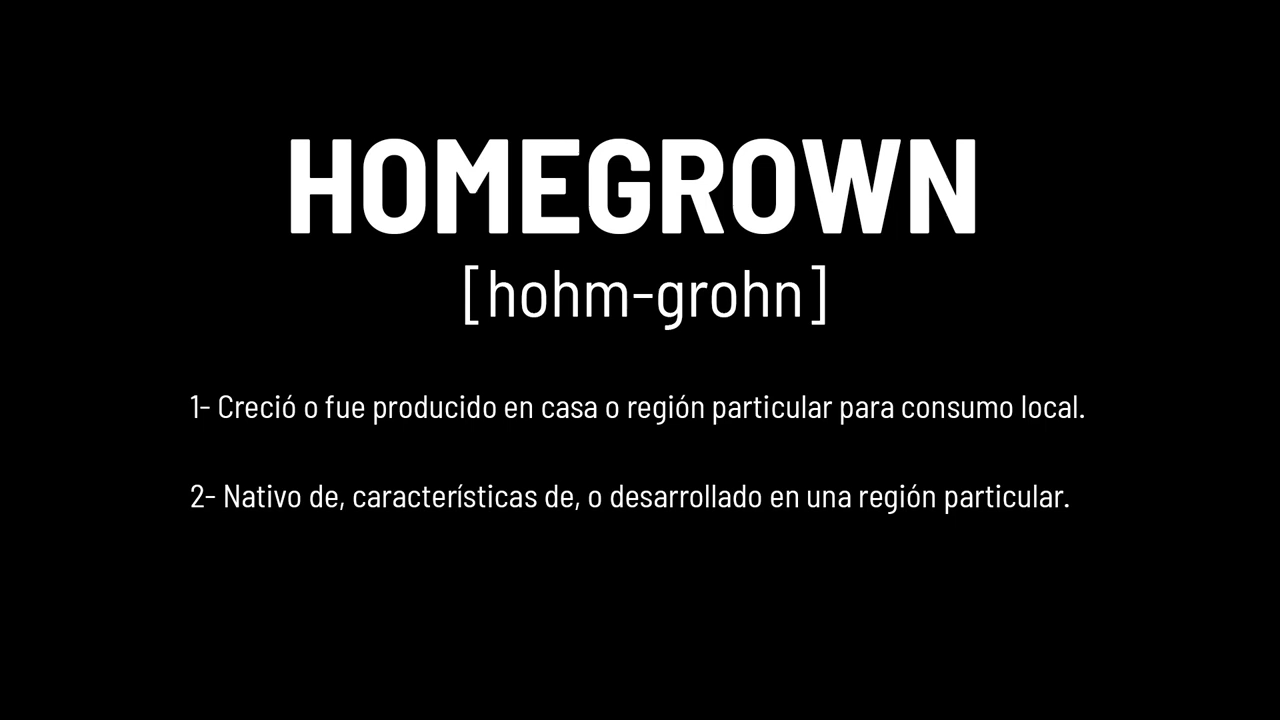 HOMEGROWN
[hohm-grohn]
1- Creció o fue producido en casa o región particular para consumo local.
2- Nativo de, características de, o desarrollado en una región particular.